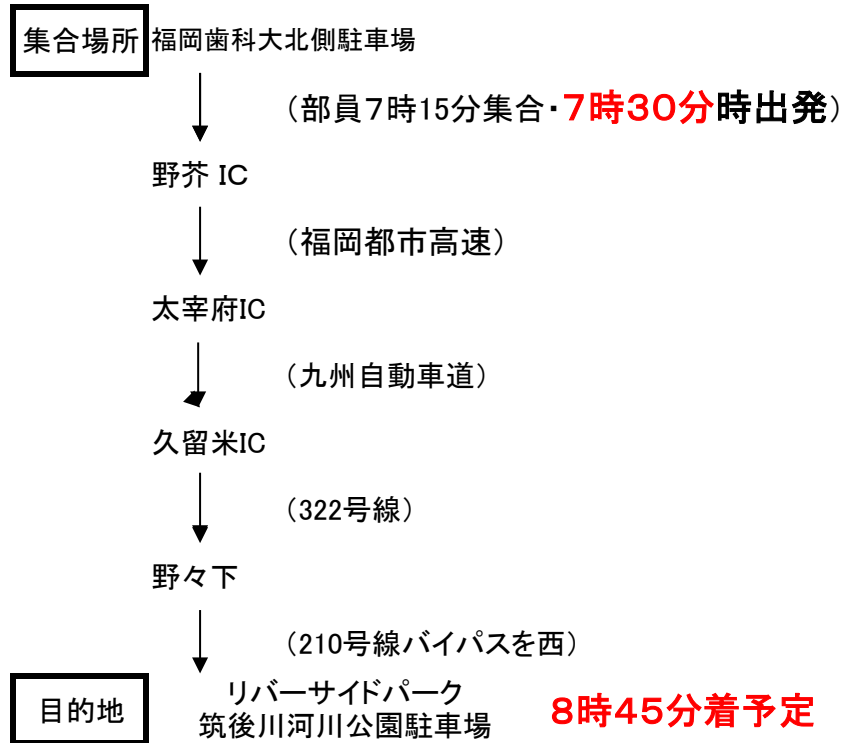 集合場所 福岡歯科大北側駐車場
（部員７時15分集合・７時３０分時出発）
野芥 IC
（福岡都市高速）
太宰府IC
（九州自動車道）
久留米IC
（322号線）
野々下
（210号線バイパスを西）
目的地 リバーサイドパーク
筑後川河川公園駐車場 ８時４５分着予定